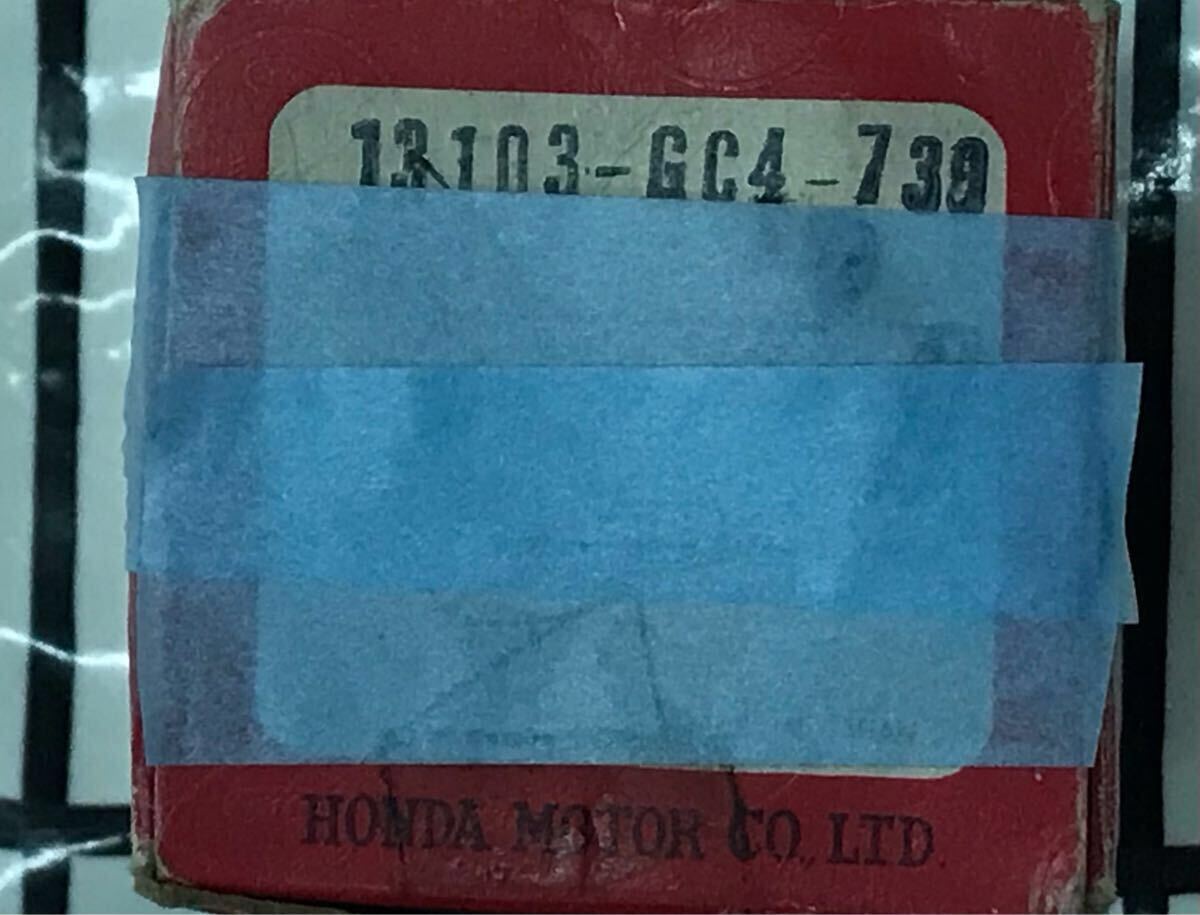 13103-GC4-739
HONDA MOTOR CO., LTD.